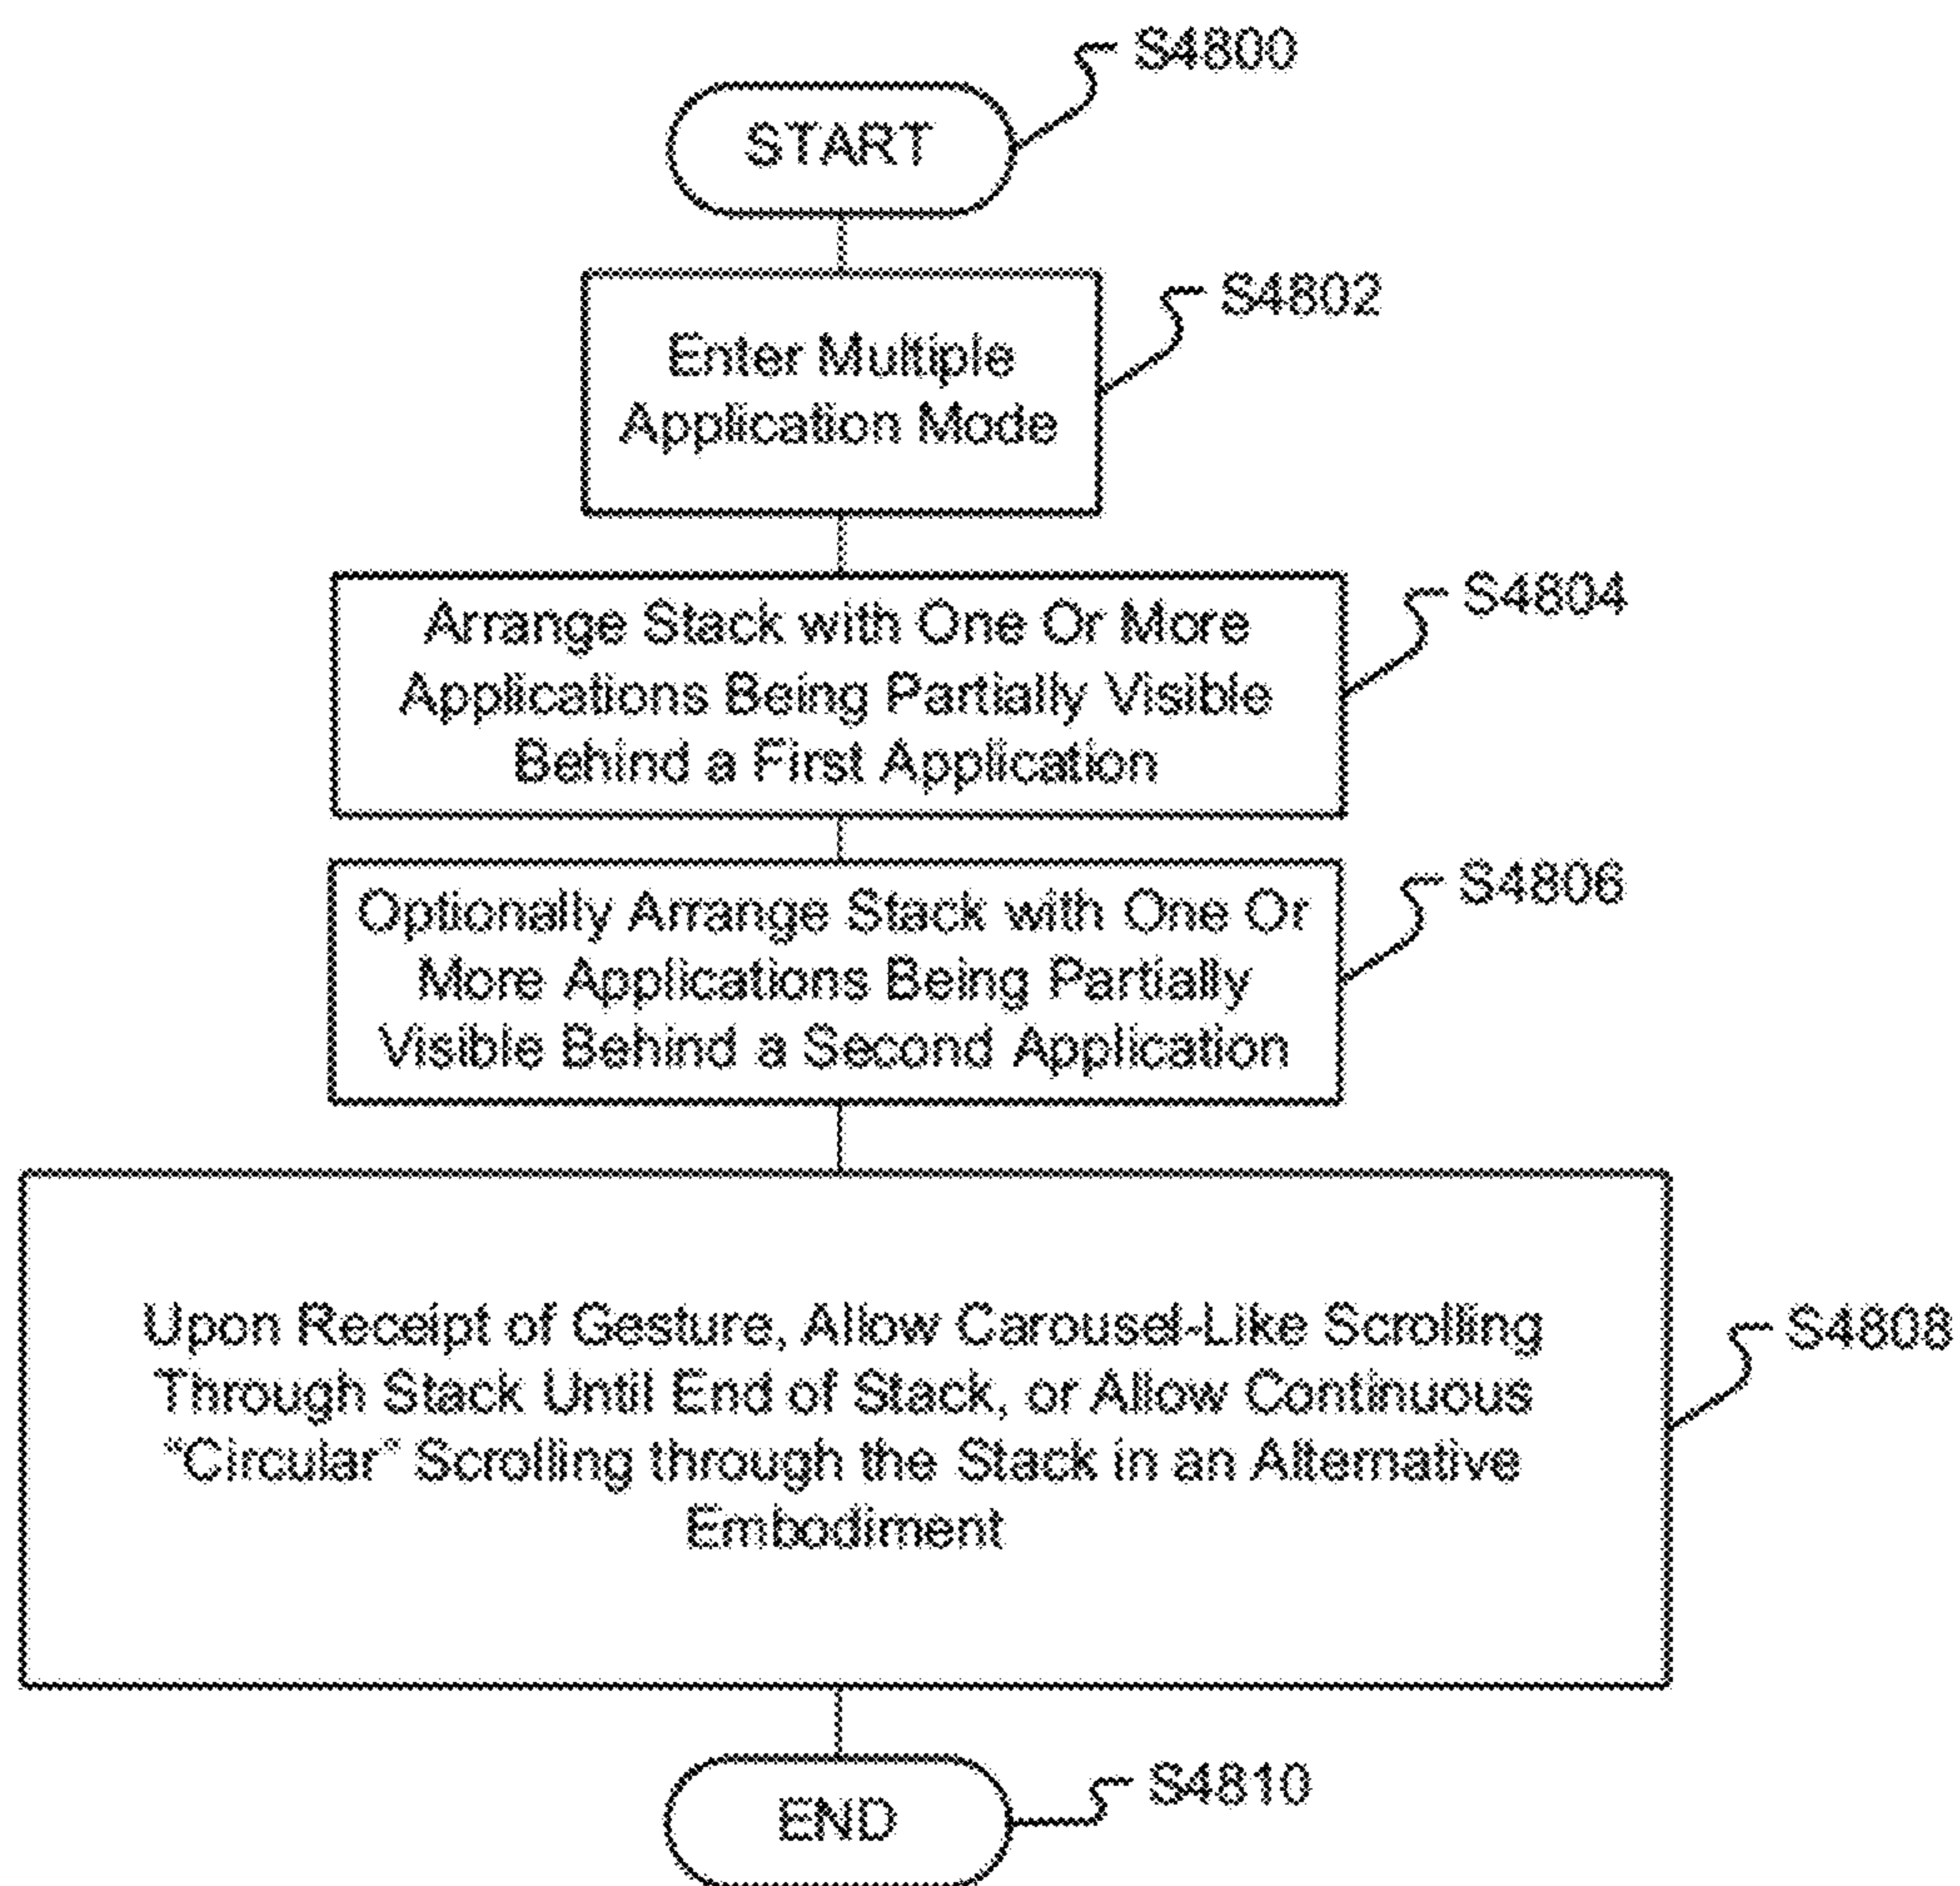 S4800
START
S4802
Enter Multiple
Application Mode
S4804
Arrange Stack with One Or More
Applications Being Partially Visible
Behind a First Application
S4806
Optionally Arrange Stack with One Or
More Applications Being Partially
Visible Behind a Second Application
S4808
Upon Receipt of Gesture, Allow Carousel-Like Scrolling
Through Stack Until End of Stack, or Allow Continuous
"Circular" Scrolling through the Stack in an Alternative
Embodiment
S4810
END